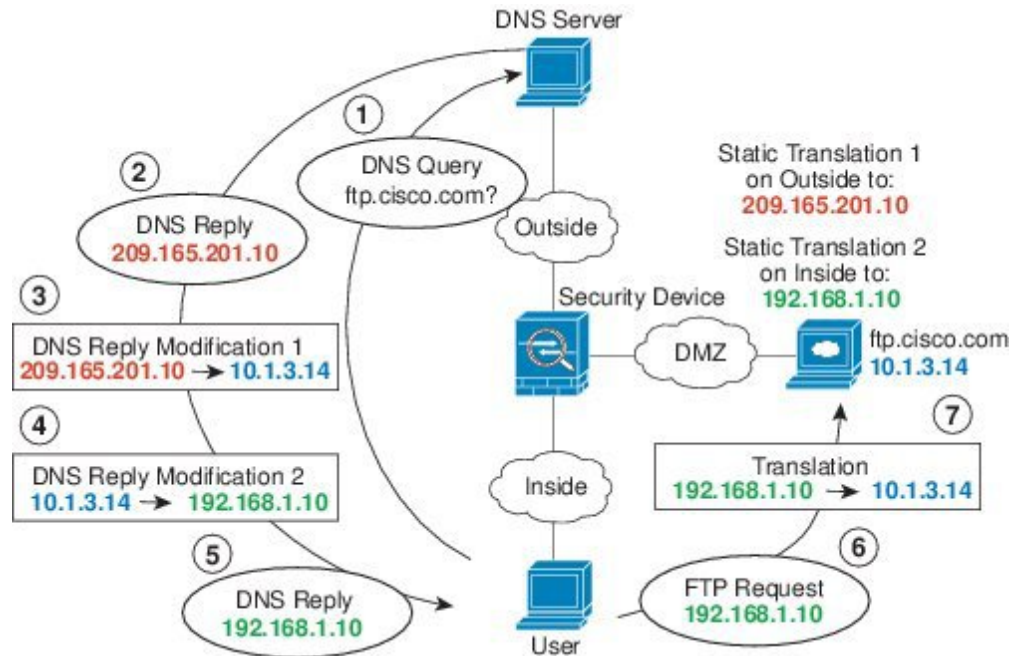 DNS Server
1
DNS Query
ftp.cisco.com?
2
DNS Reply
209.165.201.10
Outside
Static Translation 1
on Outside to:
209.165.201.10
Static Translation 2
on Inside to:
192.168.1.10
3
DNS Reply Modification 1
209.165.201.10 → 10.1.3.14
Security Device
DMZ
ftp.cisco.com
10.1.3.14
4
DNS Reply Modification 2
10.1.3.14 → 192.168.1.10
Inside
7
Translation
192.168.1.10 → 10.1.3.14
5
DNS Reply
192.168.1.10
User
6
FTP Request
192.168.1.10